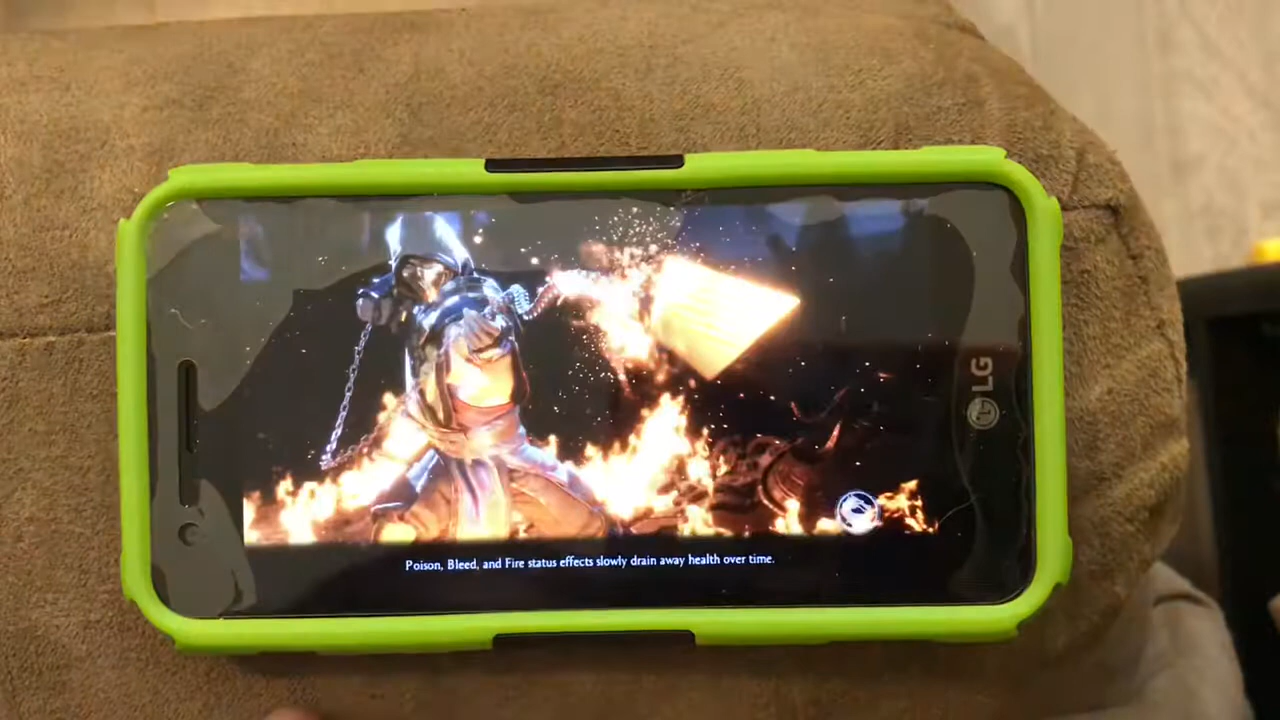 Poison, Bleed, and Fire status effects slowly drain away health over time.
LG